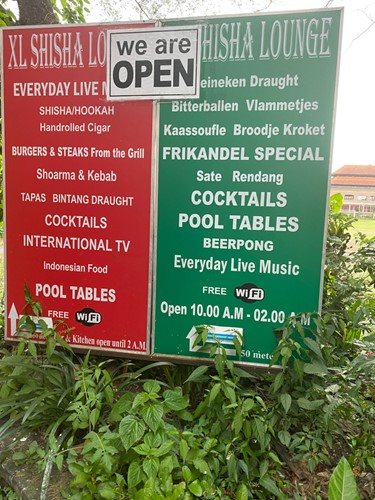 XL SHISHA LO
EVERYDAY LIVE M
SHISHA/HOOKAH
Handrolled Cigar
BURGERS & STEAKS From the Grill
Shoarma & Kebab
TAPAS BINTANG DRAUGHT
COCKTAILS
INTERNATIONAL TV
Indonesian Food
POOL TABLES
FREE WiFi
& Kitchen open until 2 A.M
we are
OPEN
SHISHA LOUNGE
eineken Draught
Bitterballen Vlammetjes
Kaassoufle Broodje Kroket
FRIKANDEL SPECIAL
Sate Rendang
COCKTAILS
POOL TABLES
BEERPONG
Everyday Live Music
FREE WiFi
Open 10.00 A.M - 02.00 A.M
50 mete